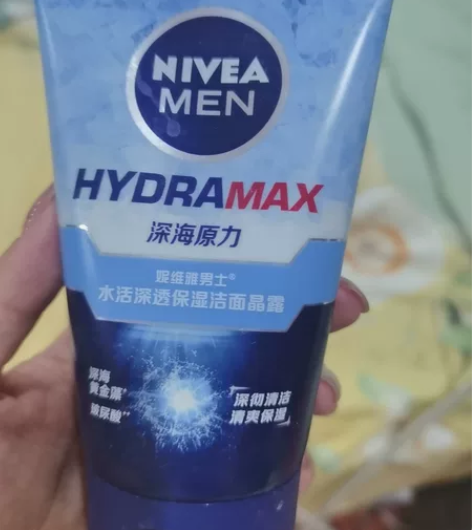 NIVEA
MEN
HYDRAMAX
深海原力
妮维雅男士®
水活深透保湿洁面晶露
深海
黄金藻*
玻尿酸**
深彻清洁
清爽保湿